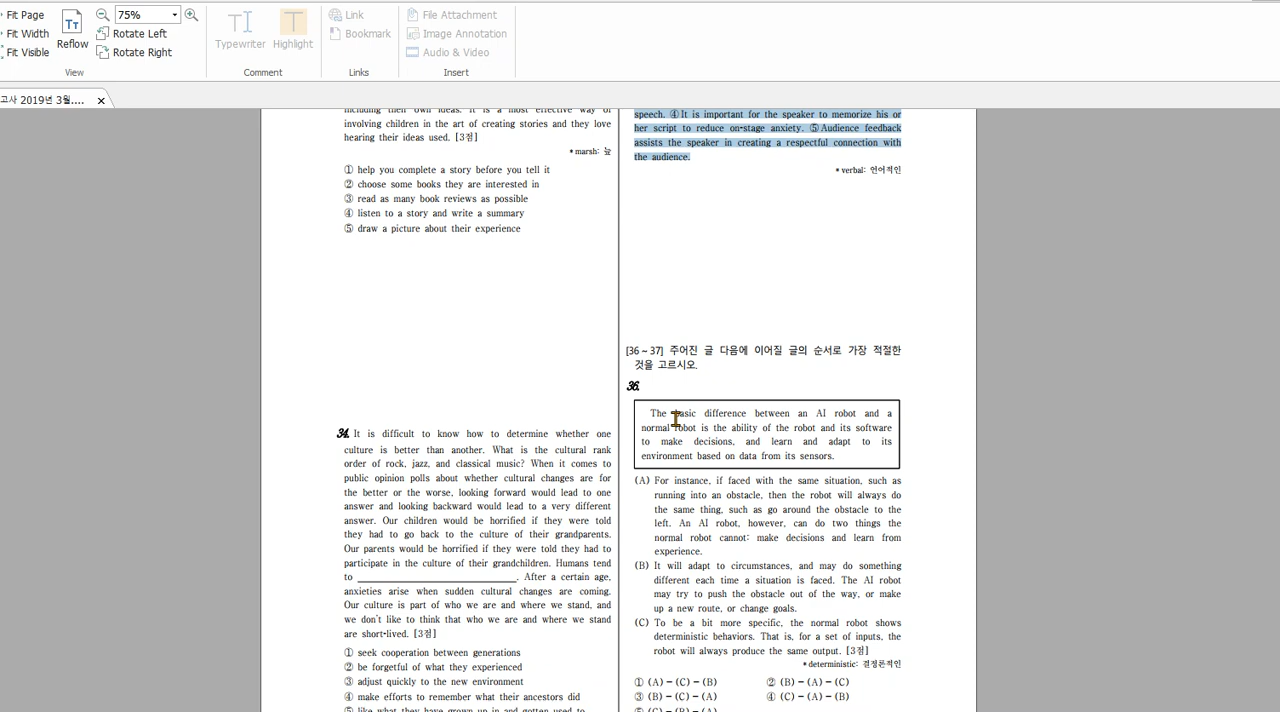 Fit Page
Fit Width
Fit Visible
Reflow
75%
Rotate Left
Rotate Right
View
Typewriter
Highlight
Comment
Link
Bookmark
Links
File Attachment
Image Annotation
Audio & Video
Insert
고사 2019년 3월....
including their own ideas. It is a most effective way of
involving children in the art of creating stories and they love
hearing their ideas used. [3점]
* marsh: 늪
① help you complete a story before you tell it
② choose some books they are interested in
③ read as many book reviews as possible
④ listen to a story and write a summary
⑤ draw a picture about their experience
34. It is difficult to know how to determine whether one
culture is better than another. What is the cultural rank
order of rock, jazz, and classical music? When it comes to
public opinion polls about whether cultural changes are for
the better or the worse, looking forward would lead to one
answer and looking backward would lead to a very different
answer. Our children would be horrified if they were told
they had to go back to the culture of their grandparents.
Our parents would be horrified if they were told they had to
participate in the culture of their grandchildren. Humans tend
to ______________________________. After a certain age,
anxieties arise when sudden cultural changes are coming.
Our culture is part of who we are and where we stand, and
we don't like to think that who we are and where we stand
are short-lived. [3점]
① seek cooperation between generations
② be forgetful of what they experienced
③ adjust quickly to the new environment
④ make efforts to remember what their ancestors did
⑤ like what they have grown up in and gotten used to
speech. ④ It is important for the speaker to memorize his or
her script to reduce on-stage anxiety. ⑤ Audience feedback
assists the speaker in creating a respectful connection with
the audience.
* verbal: 언어적인
[36 ~ 37] 주어진 글 다음에 이어질 글의 순서로 가장 적절한
것을 고르시오.
36.
The basic difference between an AI robot and a
normal robot is the ability of the robot and its software
to make decisions, and learn and adapt to its
environment based on data from its sensors.
(A) For instance, if faced with the same situation, such as
running into an obstacle, then the robot will always do
the same thing, such as go around the obstacle to the
left. An AI robot, however, can do two things the
normal robot cannot: make decisions and learn from
experience.
(B) It will adapt to circumstances, and may do something
different each time a situation is faced. The AI robot
may try to push the obstacle out of the way, or make
up a new route, or change goals.
(C) To be a bit more specific, the normal robot shows
deterministic behaviors. That is, for a set of inputs, the
robot will always produce the same output. [3점]
* deterministic: 결정론적인
① (A) - (C) - (B) ② (B) - (A) - (C)
③ (B) - (C) - (A) ④ (C) - (A) - (B)
⑤ (C) - (B) - (A)